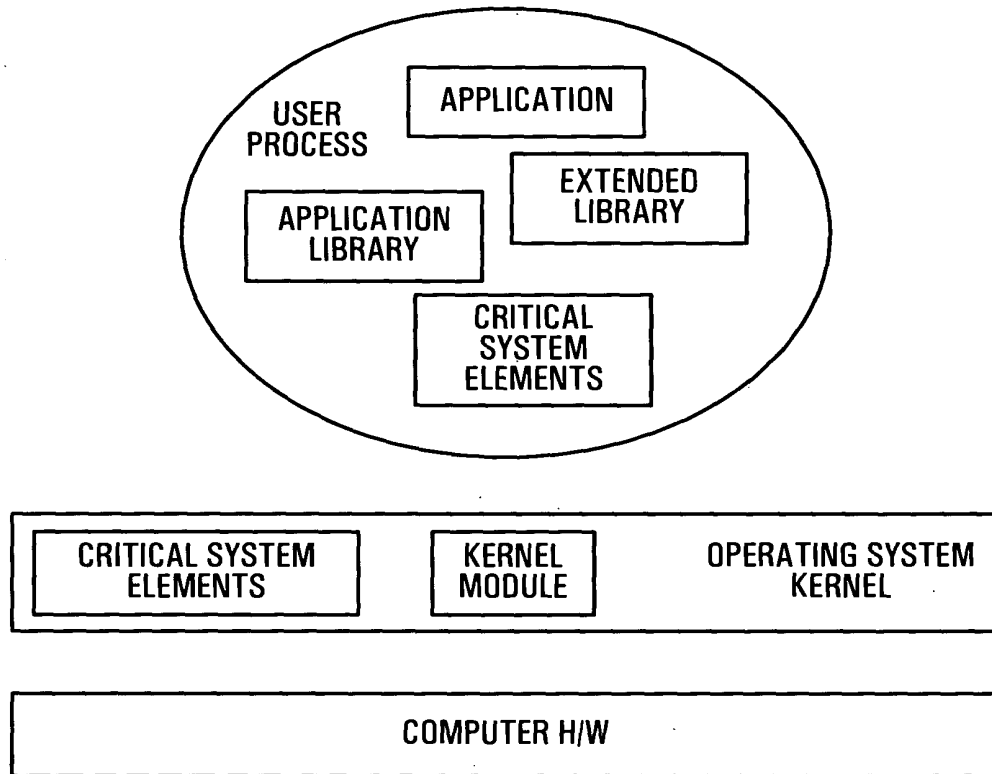 USER
PROCESS
APPLICATION
EXTENDED
LIBRARY
APPLICATION
LIBRARY
CRITICAL
SYSTEM
ELEMENTS
CRITICAL SYSTEM
ELEMENTS
KERNEL
MODULE
OPERATING SYSTEM
KERNEL
COMPUTER H/W